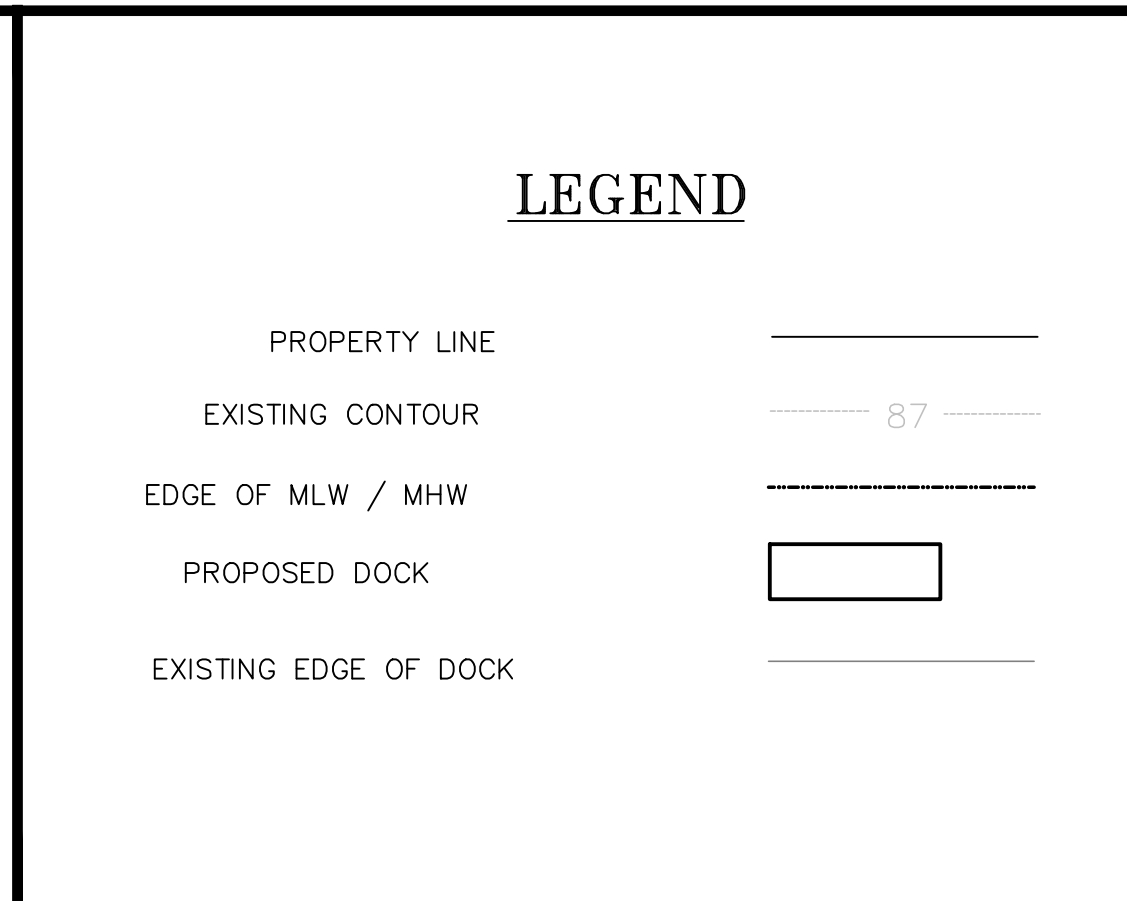 LEGEND
PROPERTY LINE
EXISTING CONTOUR 87
EDGE OF MLW / MHW
PROPOSED DOCK
EXISTING EDGE OF DOCK